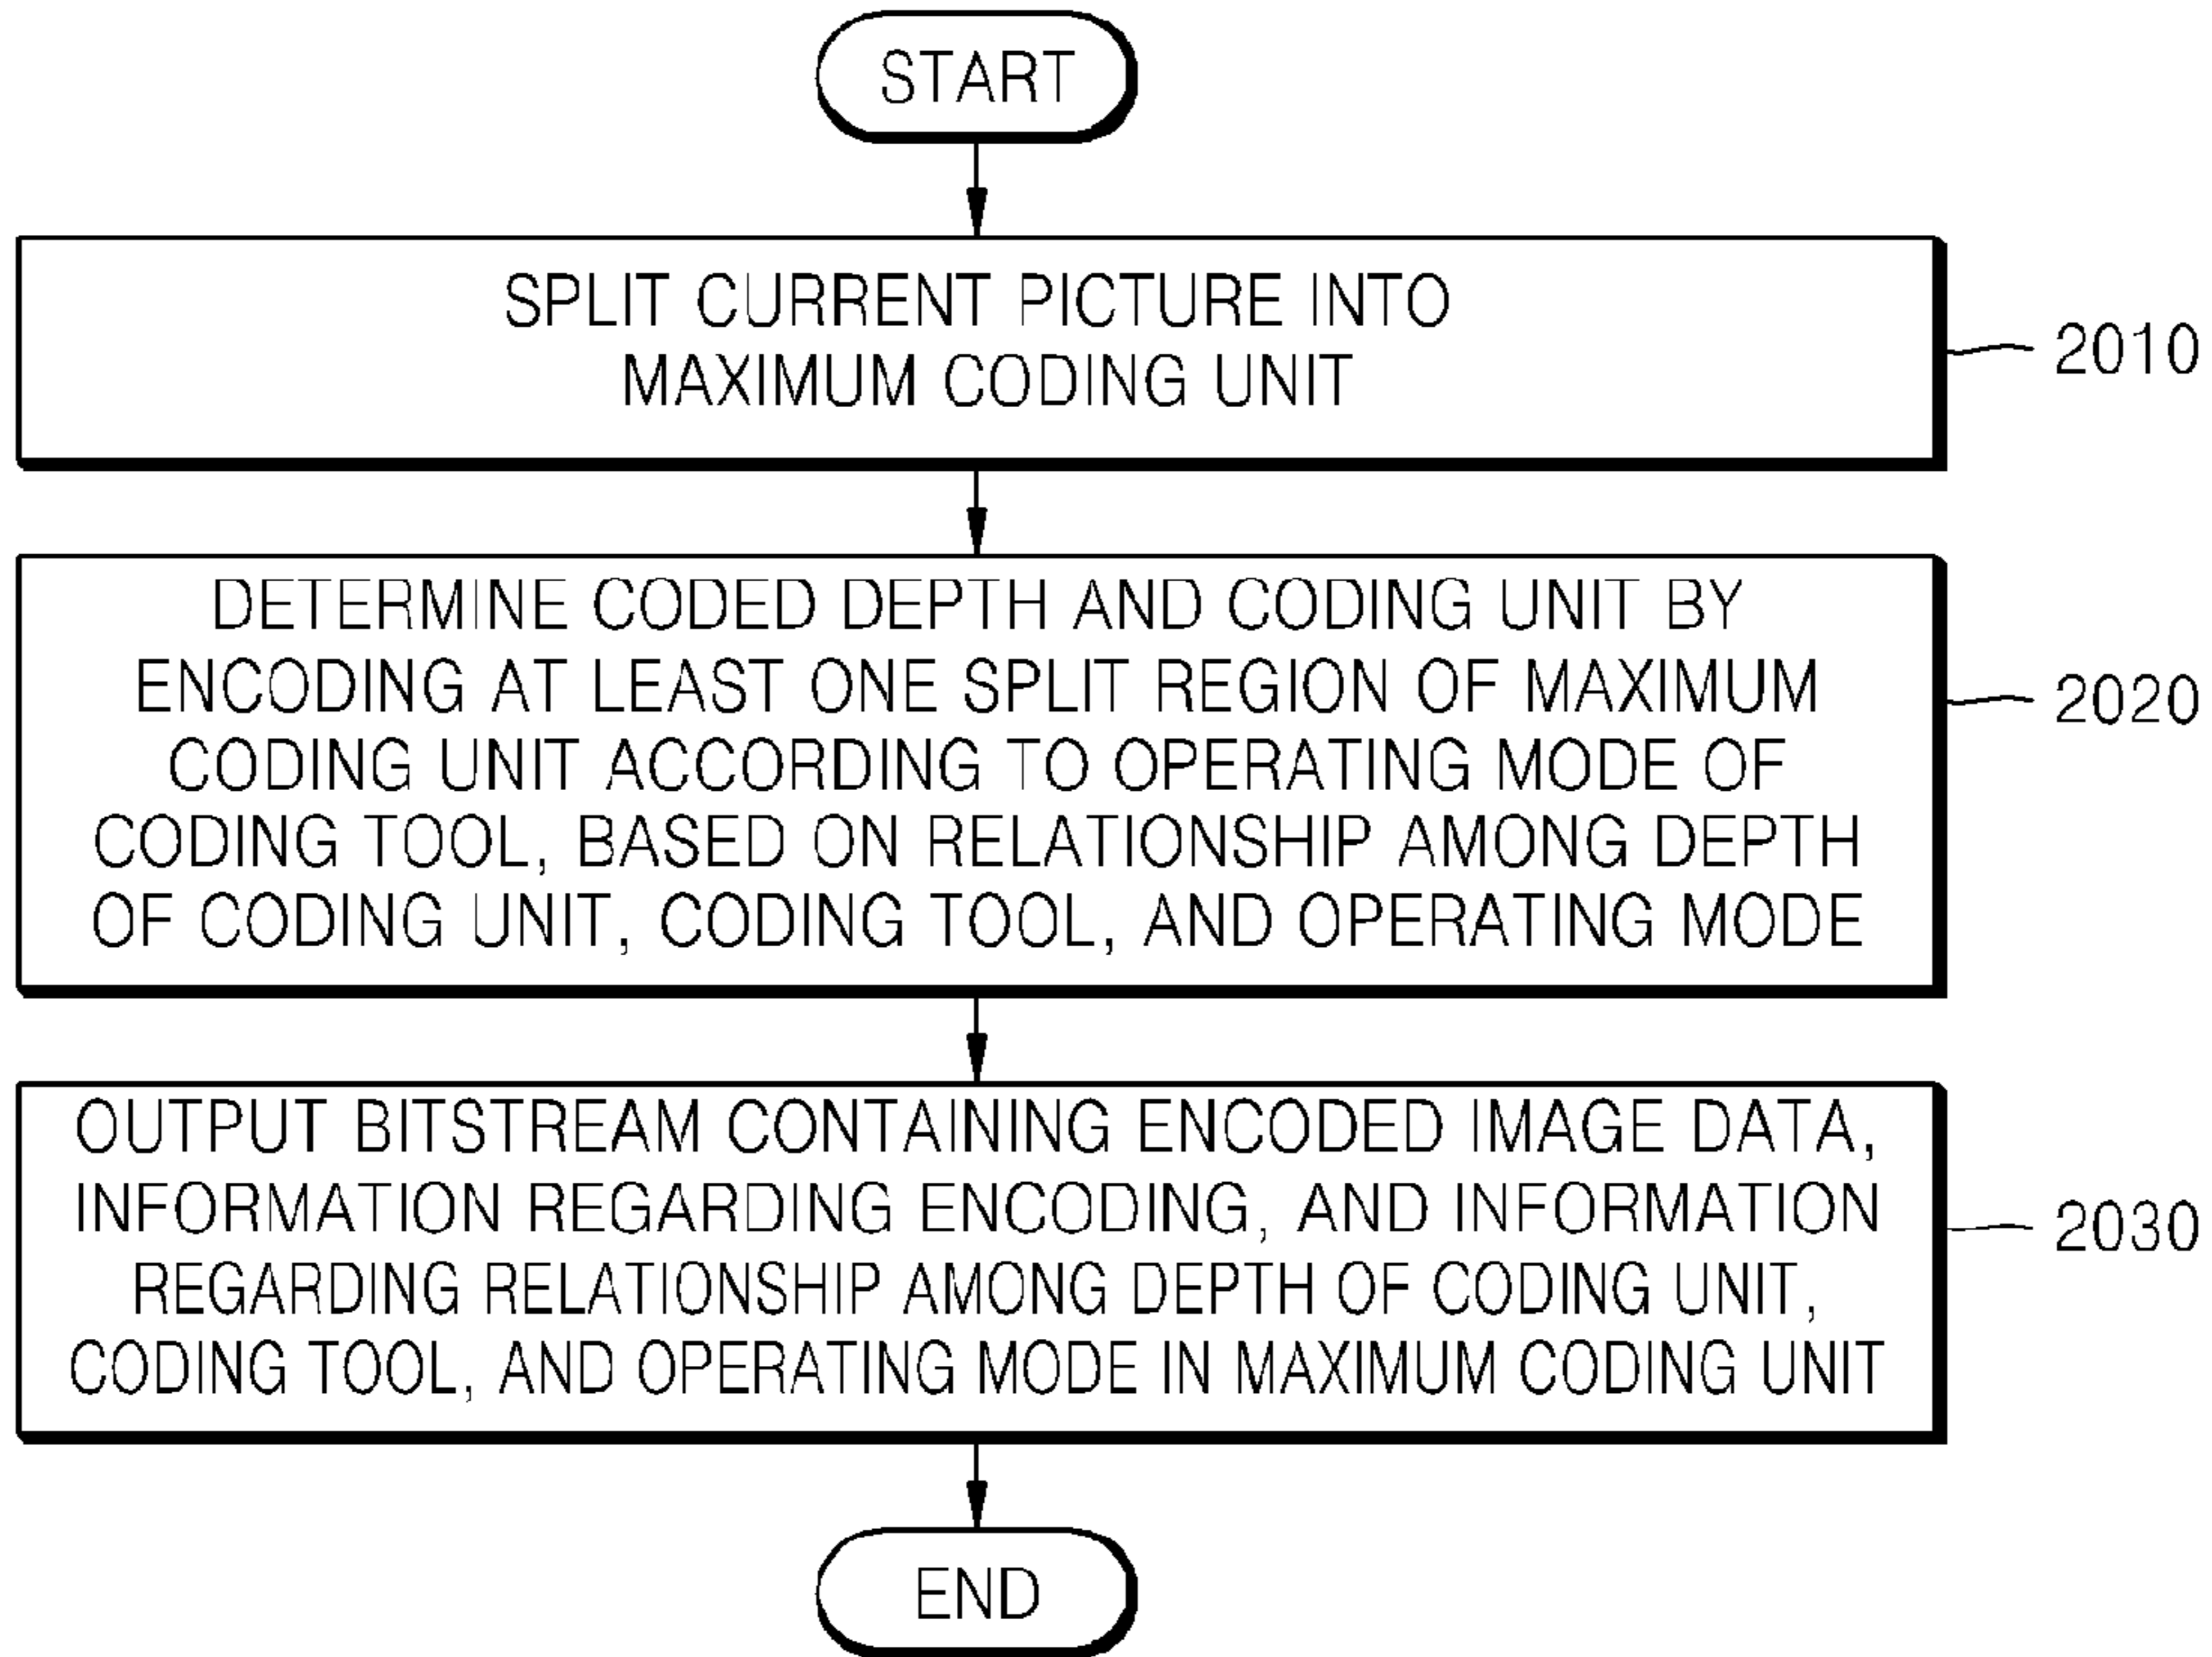 START
SPLIT CURRENT PICTURE INTO
MAXIMUM CODING UNIT
2010
DETERMINE CODED DEPTH AND CODING UNIT BY
ENCODING AT LEAST ONE SPLIT REGION OF MAXIMUM
CODING UNIT ACCORDING TO OPERATING MODE OF
CODING TOOL, BASED ON RELATIONSHIP AMONG DEPTH
OF CODING UNIT, CODING TOOL, AND OPERATING MODE
2020
OUTPUT BITSTREAM CONTAINING ENCODED IMAGE DATA,
INFORMATION REGARDING ENCODING, AND INFORMATION
REGARDING RELATIONSHIP AMONG DEPTH OF CODING UNIT,
CODING TOOL, AND OPERATING MODE IN MAXIMUM CODING UNIT
2030
END